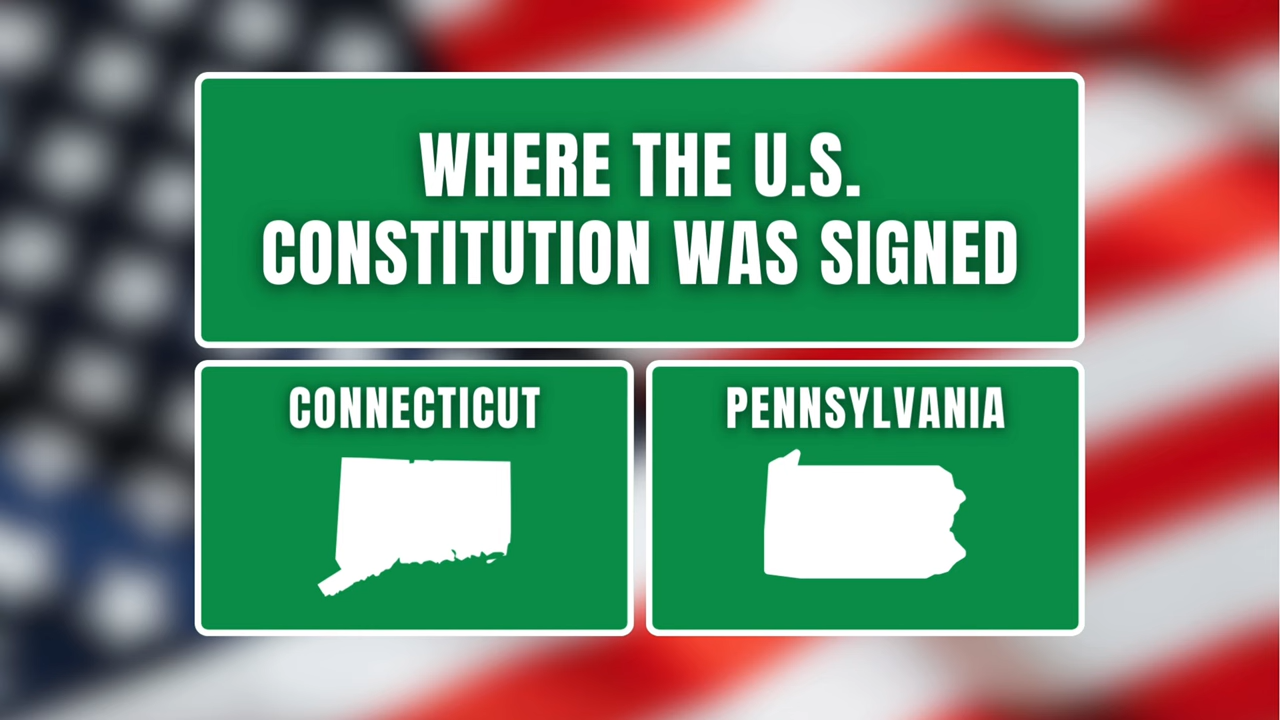 WHERE THE U.S.
CONSTITUTION WAS SIGNED
CONNECTICUT
PENNSYLVANIA